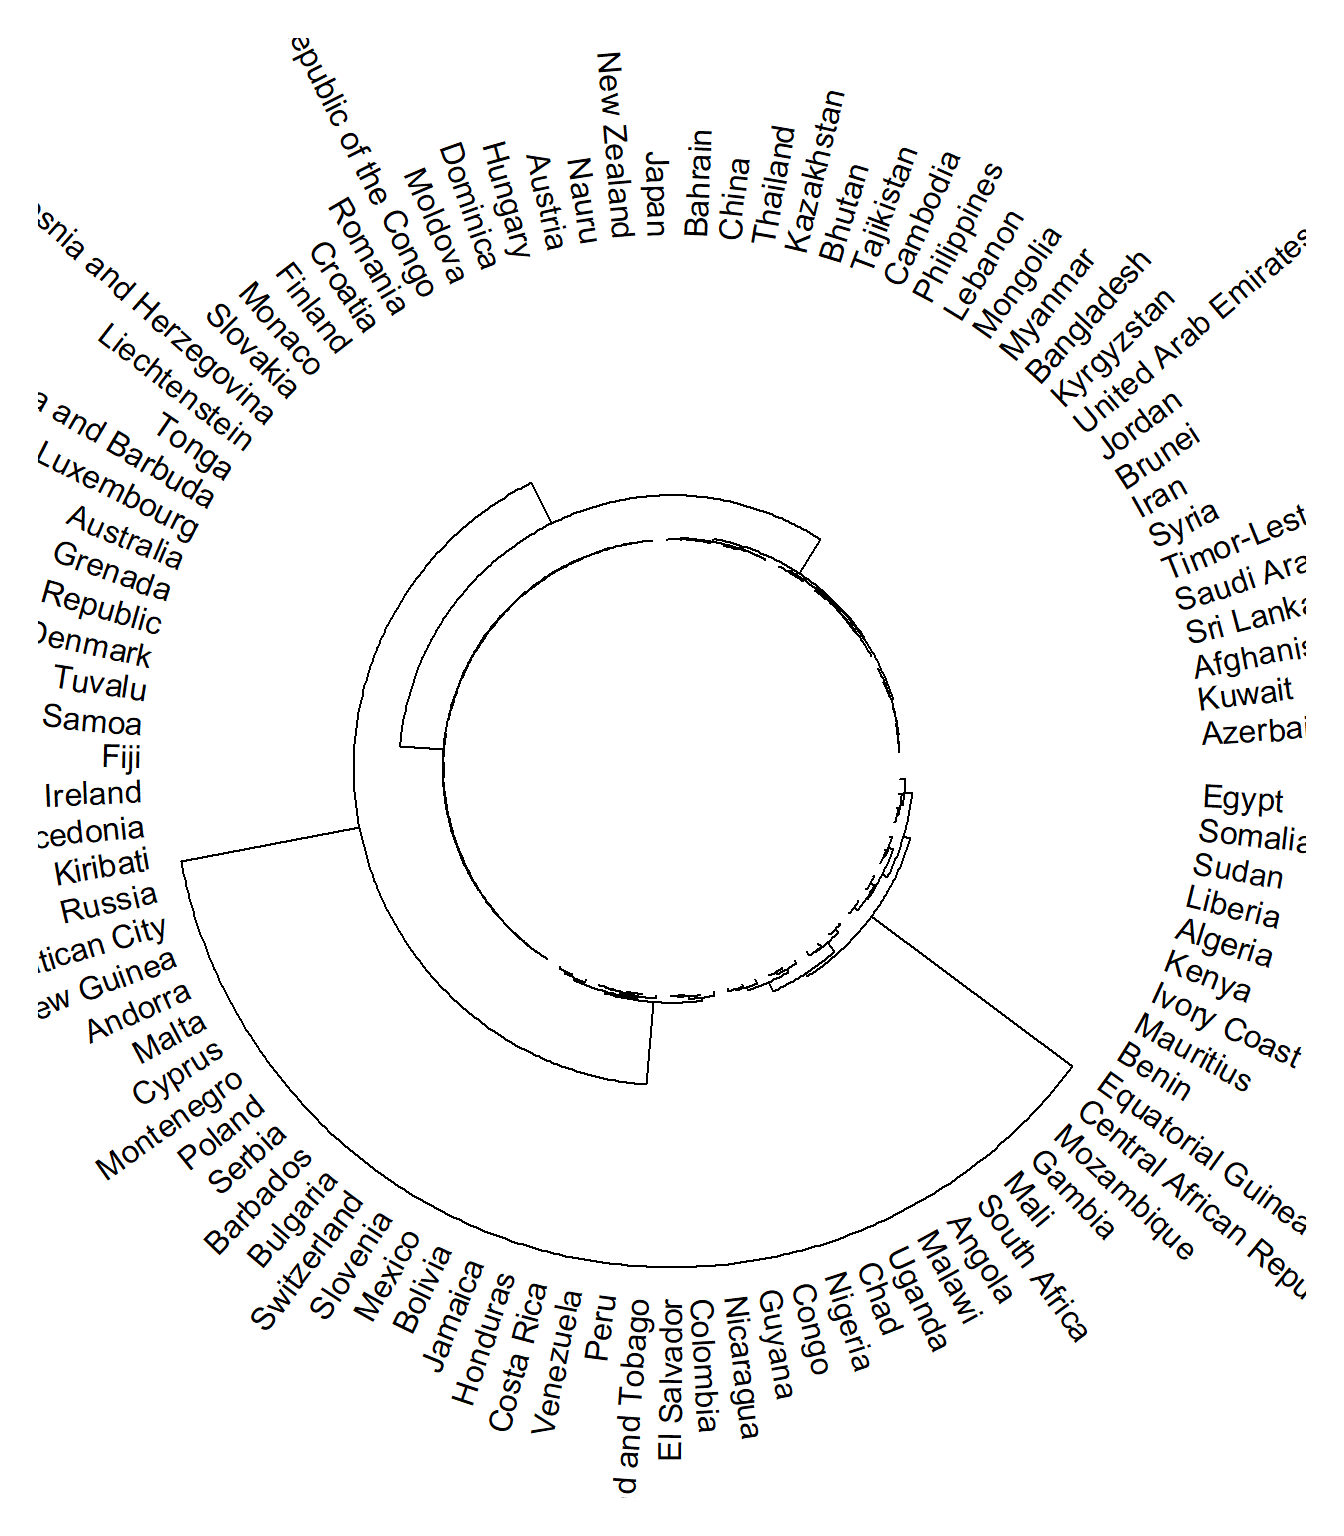 epublic of the Congo
Moldova
Dominica
Hungary
Austria
Nauru
New Zealand
Japan
Bahrain
China
Thailand
Kazakhstan
Bhutan
Tajikistan
Cambodia
Philippines
Lebanon
Mongolia
Myanmar
Bangladesh
Kyrgyzstan
United Arab Emirates
Jordan
Brunei
Iran
Syria
Timor-Lest
Saudi Ara
Sri Lanka
Afghanis
Kuwait
Azerbai
Egypt
Somalia
Sudan
Liberia
Algeria
Kenya
Ivory Coast
Mauritius
Benin
Equatorial Guinea
Central African Repu
Mozambique
Gambia
Mali
South Africa
Angola
Malawi
Uganda
Chad
Nigeria
Congo
Guyana
Nicaragua
Colombia
El Salvador
d and Tobago
Peru
Venezuela
Costa Rica
Honduras
Jamaica
Bolivia
Mexico
Slovenia
Switzerland
Bulgaria
Barbados
Serbia
Poland
Montenegro
Cyprus
Malta
Andorra
ew Guinea
tican City
Russia
Kiribati
cedonia
Ireland
Fiji
Samoa
Tuvalu
Denmark
Republic
Grenada
Australia
Luxembourg
a and Barbuda
Tonga
Liechtenstein
osnia and Herzegovina
Slovakia
Monaco
Finland
Croatia
Romania